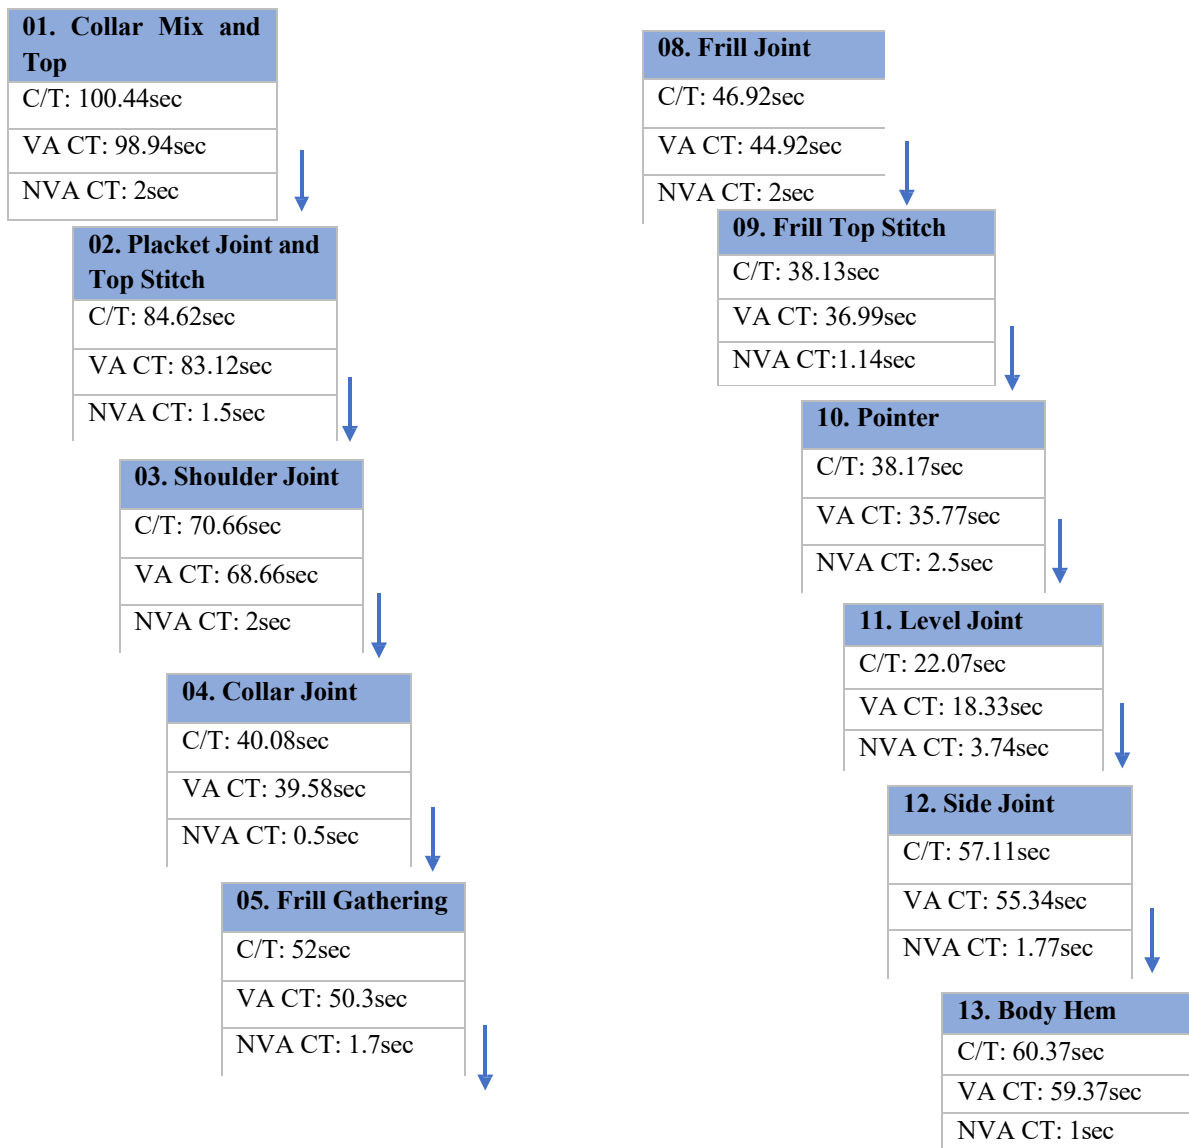 01. Collar Mix and
Top
C/T: 100.44sec
VA CT: 98.94sec
NVA CT: 2sec
02. Placket Joint and
Top Stitch
C/T: 84.62sec
VA CT: 83.12sec
NVA CT: 1.5sec
03. Shoulder Joint
C/T: 70.66sec
VA CT: 68.66sec
NVA CT: 2sec
04. Collar Joint
C/T: 40.08sec
VA CT: 39.58sec
NVA CT: 0.5sec
05. Frill Gathering
C/T: 52sec
VA CT: 50.3sec
NVA CT: 1.7sec
08. Frill Joint
C/T: 46.92sec
VA CT: 44.92sec
NVA CT: 2sec
09. Frill Top Stitch
C/T: 38.13sec
VA CT: 36.99sec
NVA CT:1.14sec
10. Pointer
C/T: 38.17sec
VA CT: 35.77sec
NVA CT: 2.5sec
11. Level Joint
C/T: 22.07sec
VA CT: 18.33sec
NVA CT: 3.74sec
12. Side Joint
C/T: 57.11sec
VA CT: 55.34sec
NVA CT: 1.77sec
13. Body Hem
C/T: 60.37sec
VA CT: 59.37sec
NVA CT: 1sec